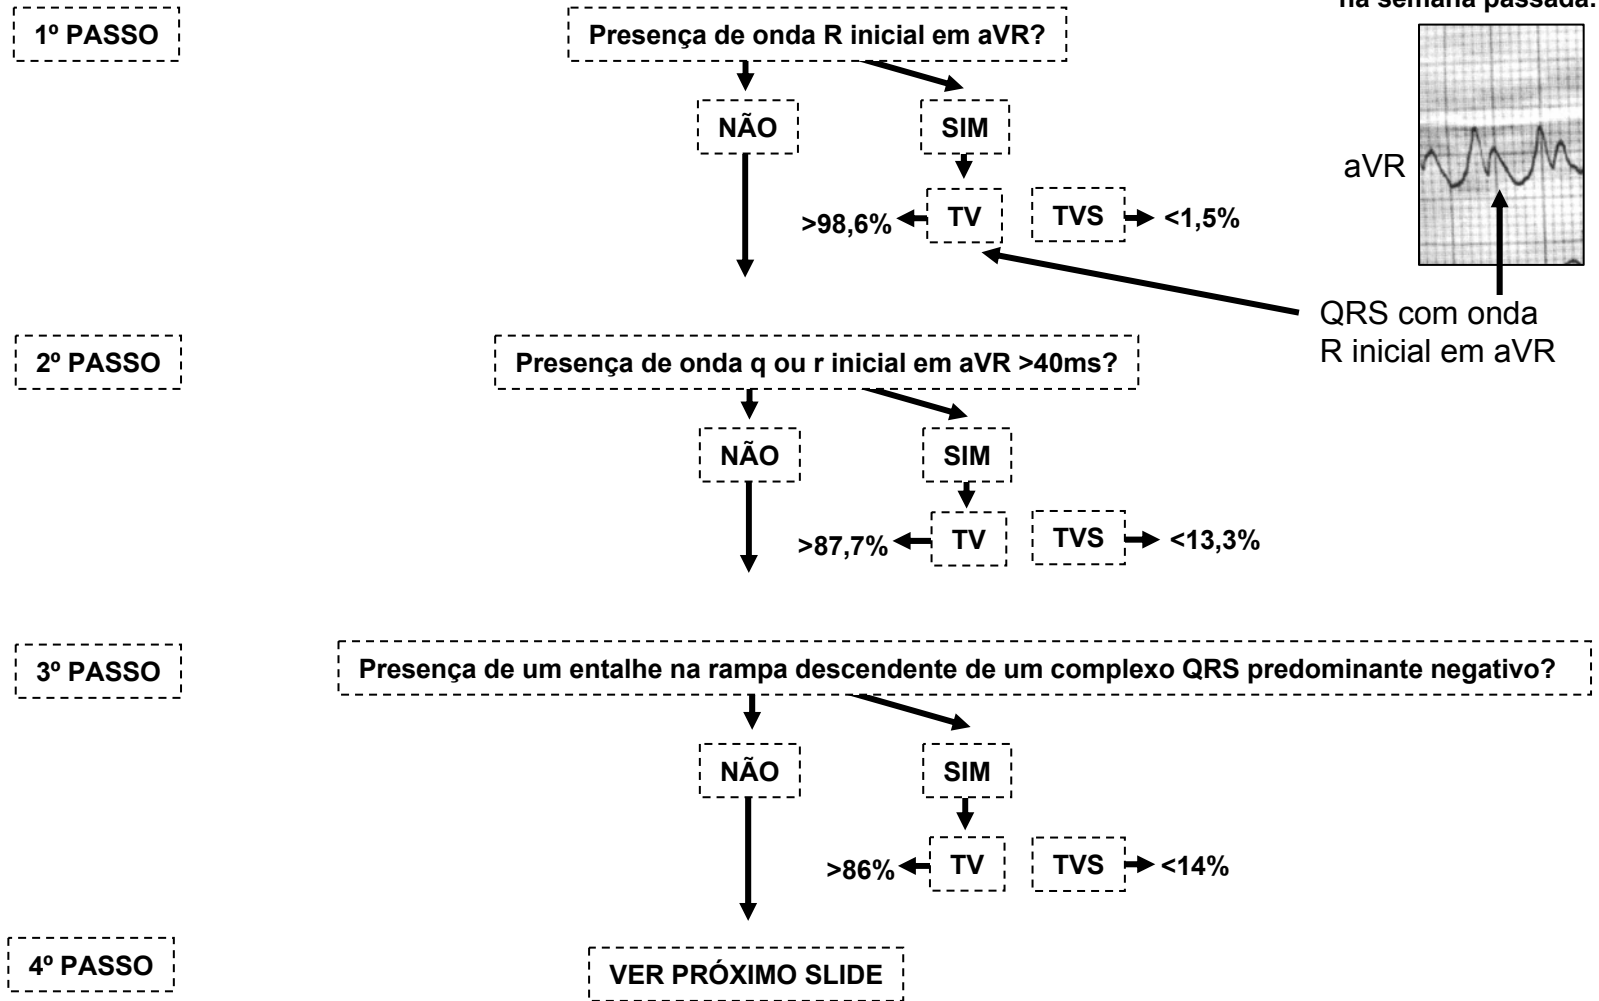 na semana passada.
1º PASSO
Presença de onda R inicial em aVR?
NÃO
SIM
aVR
>98,6%
TV
TVS
<1,5%
QRS com onda
R inicial em aVR
2º PASSO
Presença de onda q ou r inicial em aVR >40ms?
NÃO
SIM
>87,7%
TV
TVS
<13,3%
3º PASSO
Presença de um entalhe na rampa descendente de um complexo QRS predominante negativo?
NÃO
SIM
>86%
TV
TVS
<14%
4º PASSO
VER PRÓXIMO SLIDE